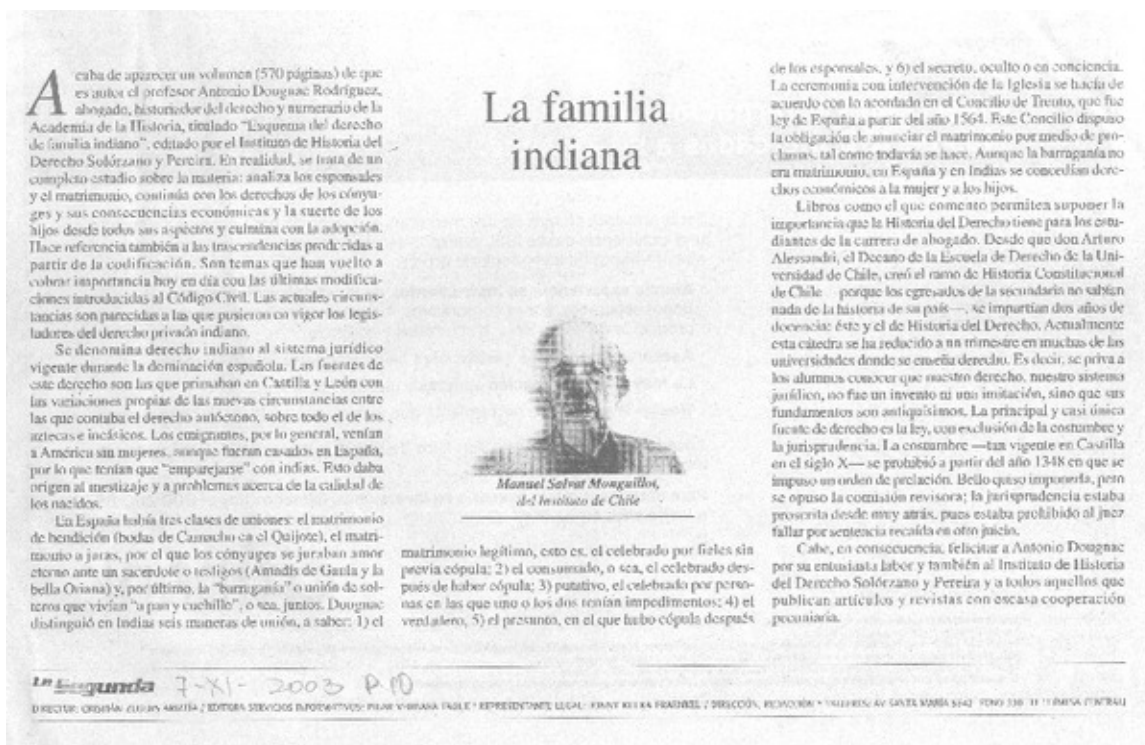 Acaba de aparecer un volumen (570 páginas) de que
es autor el profesor Antonio Dougnac Rodríguez,
abogado, historiador del derecho y numerario de la
Academia de la Historia, titulado "Esquema del derecho
de familia indiano", editado por el Instituto de Historia del
Derecho Solórzano y Pereira. En realidad, se trata de un
completo estudio sobre la materia: analiza los esponsales
y el matrimonio, continúa con los derechos de los cónyu-
ges y sus consecuencias económicas y la suerte de los
hijos desde todos sus aspectos y culmina con la adopción.
Hace referencia también a las trascendencias producidas a
partir de la codificación. Son temas que han vuelto a
cobrar importancia hoy en día con las últimas modifica-
ciones introducidas al Código Civil. Las actuales circuns-
tancias son parecidas a las que pusieron en vigor los legis-
ladores del derecho privado indiano.
Se denomina derecho indiano al sistema jurídico
vigente durante la dominación española. Las fuentes de
este derecho son las que primaban en Castilla y León con
las variaciones propias de las nuevas circunstancias entre
las que contaba el derecho autóctono, sobre todo el de los
aztecas e incásicos. Los emigrantes, por lo general, venían
a América sin mujeres, aunque fueran casados en España,
por lo que tenían que "emparejarse" con indias. Esto daba
origen al mestizaje y a problemas acerca de la calidad de
los nacidos.
En España había tres clases de uniones: el matrimonio
de bendición (bodas de Camacho en el Quijote), el matri-
monio a juras, por el que los cónyuges se juraban amor
eterno ante un sacerdote o testigos (Amadís de Gaula y la
bella Oriana) y, por último, la "barraganía" o unión de sol-
teros que vivían "a pan y cuchillo", o sea, juntos. Dougnac
distinguió en Indias seis maneras de unión, a saber: 1) el
La familia
indiana
Manuel Salvat Monguillot,
del Instituto de Chile
matrimonio legítimo, esto es, el celebrado por fieles sin
previa cópula; 2) el consumado, o sea, el celebrado des-
pués de haber cópula; 3) putativo, el celebrado por perso-
nas en las que uno o los dos tenían impedimentos; 4) el
verdadero, 5) el presunto, en el que hubo cópula después
de los esponsales, y 6) el secreto, oculto o en conciencia.
La ceremonia con intervención de la Iglesia se hacía de
acuerdo con lo acordado en el Concilio de Trento, que fue
ley de España a partir del año 1564. Este Concilio dispuso
la obligación de anunciar el matrimonio por medio de pro-
clamas, tal como todavía se hace. Aunque la barraganía no
era matrimonio, en España y en Indias se concedían dere-
chos económicos a la mujer y a los hijos.
Libros como el que comento permiten suponer la
importancia que la Historia del Derecho tiene para los estu-
diantes de la carrera de abogado. Desde que don Arturo
Alessandri, el Decano de la Escuela de Derecho de la Uni-
versidad de Chile, creó el ramo de Historia Constitucional
de Chile —porque los egresados de la secundaria no sabían
nada de la historia de su país—, se impartían dos años de
docencia: éste y el de Historia del Derecho. Actualmente
esta cátedra se ha reducido a un trimestre en muchas de las
universidades donde se enseña derecho. Es decir, se priva a
los alumnos conocer que nuestro derecho, nuestro sistema
jurídico, no fue un invento ni una imitación, sino que sus
fundamentos son antiquísimos. La principal y casi única
fuente de derecho es la ley, con exclusión de la costumbre y
la jurisprudencia. La costumbre —tan vigente en Castilla
en el siglo X— se prohibió a partir del año 1348 en que se
impuso un orden de prelación. Bello quiso imponerla, pero
se opuso la comisión revisora; la jurisprudencia estaba
proscrita desde muy atrás, pues estaba prohibido al juez
fallar por sentencia recaída en otro juicio.
Cabe, en consecuencia, felicitar a Antonio Dougnac
por su entusiasta labor y también al Instituto de Historia
del Derecho Solórzano y Pereira y a todos aquellos que
publican artículos y revistas con escasa cooperación
pecuniaria.
La Segunda 7-XI-2003
DIRECTOR: CRISTIÁN ZEGERS ARIZTÍA / EDITORA SERVICIOS INFORMATIVOS: PILAR VERGARA TAGLE / REPRESENTANTE LEGAL: / DIRECCIÓN, REDACCIÓN Y TALLERES: AV. SANTA MARÍA 5542